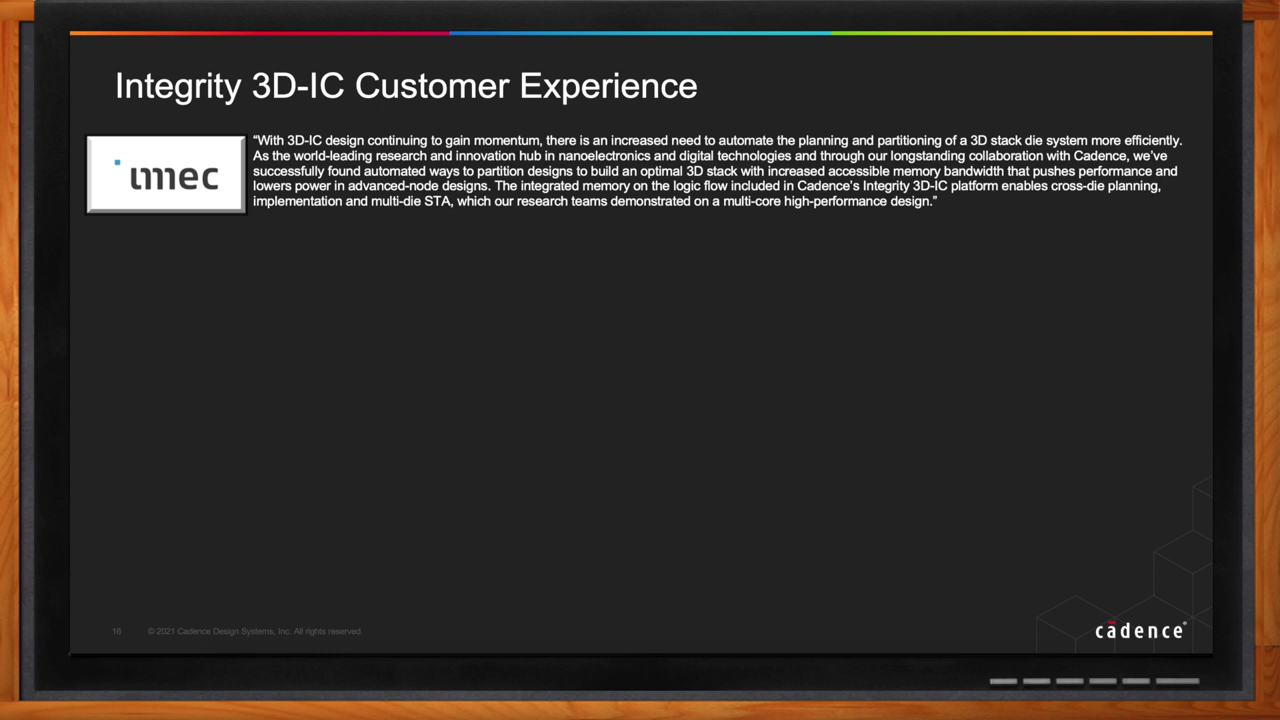 Integrity 3D-IC Customer Experience
imec
“With 3D-IC design continuing to gain momentum, there is an increased need to automate the planning and partitioning of a 3D stack die system more efficiently.
As the world-leading research and innovation hub in nanoelectronics and digital technologies and through our longstanding collaboration with Cadence, we’ve
successfully found automated ways to partition designs to build an optimal 3D stack with increased accessible memory bandwidth that pushes performance and
lowers power in advanced-node designs. The integrated memory on the logic flow included in Cadence’s Integrity 3D-IC platform enables cross-die planning,
implementation and multi-die STA, which our research teams demonstrated on a multi-core high-performance design.”
16 © 2021 Cadence Design Systems, Inc. All rights reserved.
cādence®